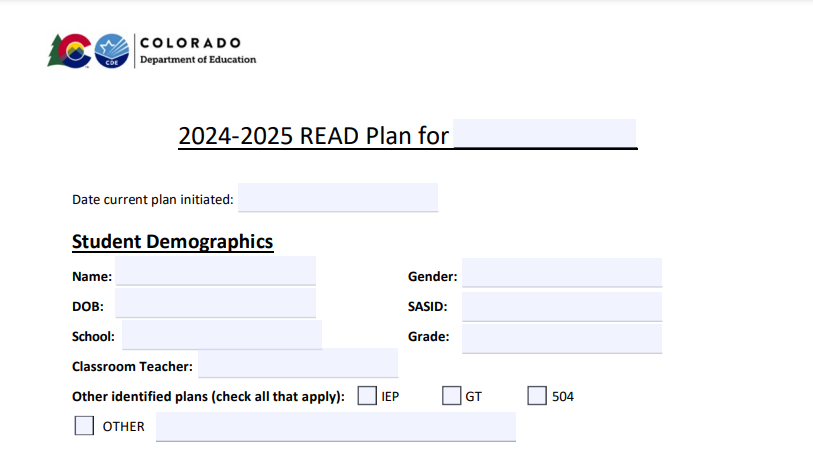 COLORADO
Department of Education
CDE
2024-2025 READ Plan for
Date current plan initiated:
Student Demographics
Name: Gender:
DOB: SASID:
School: Grade:
Classroom Teacher:
Other identified plans (check all that apply): IEP GT 504
OTHER